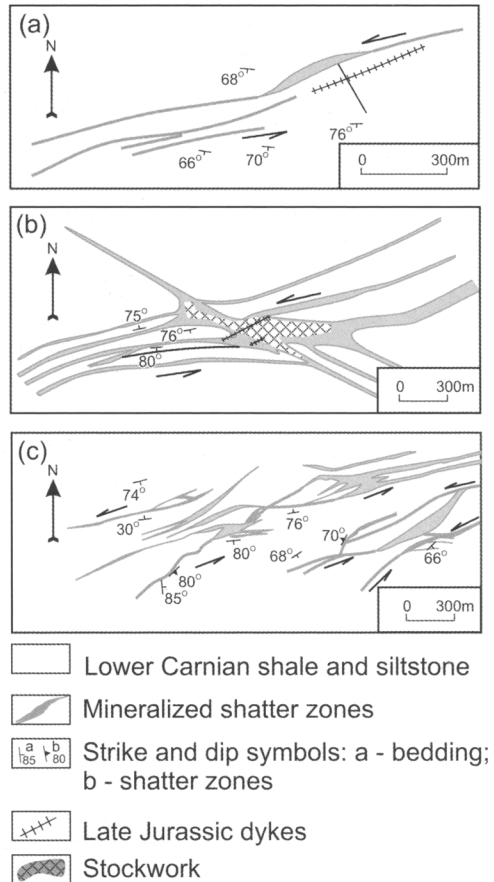 (a)
N
68°
66°
70°
76°
0 300m
(b)
N
75°
76°
80°
0 300m
(c)
N
74°
30°
76°
80°
80°
85°
68°
70°
66°
0 300m
Lower Carnian shale and siltstone
Mineralized shatter zones
a b
85 80
Strike and dip symbols: a - bedding;
b - shatter zones
Late Jurassic dykes
Stockwork